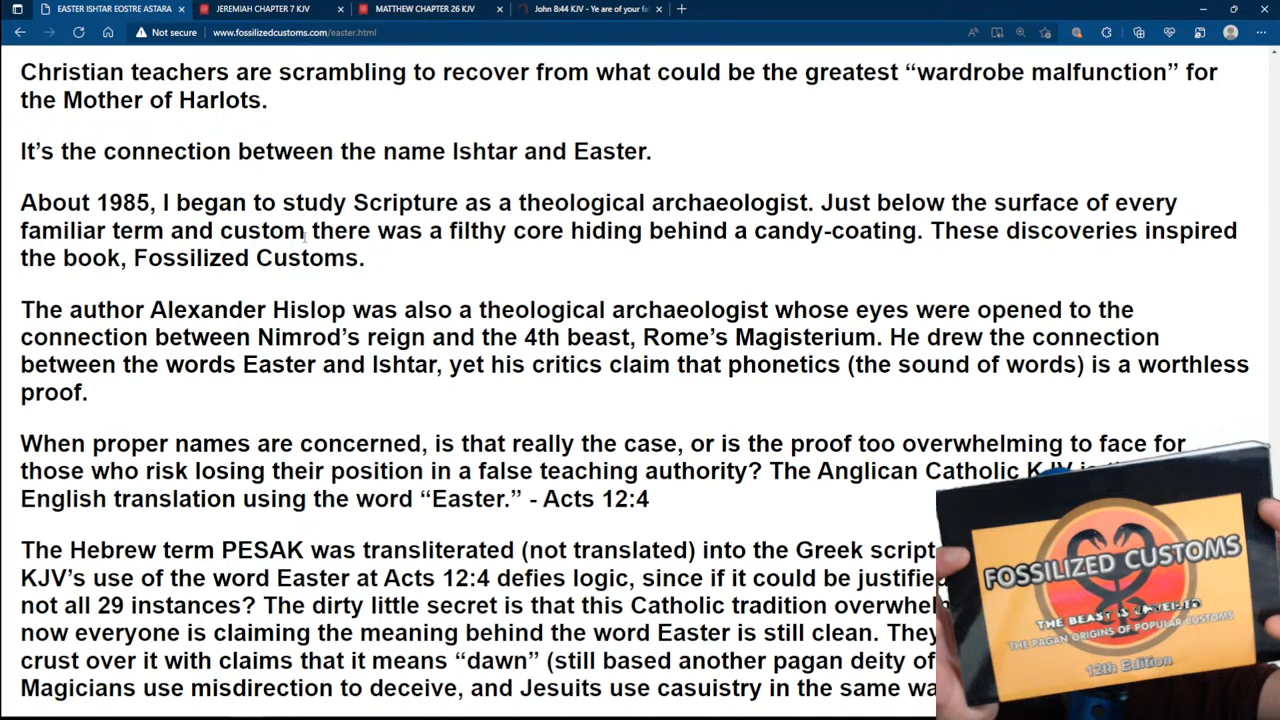 EASTER ISHTAR EOSTRE ASTARA
JEREMIAH CHAPTER 7 KJV
MATTHEW CHAPTER 26 KJV
John 8:44 KJV - Ye are of your fa
Not secure
www.fossilizedcustoms.com/easter.html
Christian teachers are scrambling to recover from what could be the greatest “wardrobe malfunction” for
the Mother of Harlots.
It’s the connection between the name Ishtar and Easter.
About 1985, I began to study Scripture as a theological archaeologist. Just below the surface of every
familiar term and custom there was a filthy core hiding behind a candy-coating. These discoveries inspired
the book, Fossilized Customs.
The author Alexander Hislop was also a theological archaeologist whose eyes were opened to the
connection between Nimrod’s reign and the 4th beast, Rome’s Magisterium. He drew the connection
between the words Easter and Ishtar, yet his critics claim that phonetics (the sound of words) is a worthless
proof.
When proper names are concerned, is that really the case, or is the proof too overwhelming to face for
those who risk losing their position in a false teaching authority? The Anglican Catholic KJV
English translation using the word “Easter.” - Acts 12:4
The Hebrew term PESAK was transliterated (not translated) into the Greek script
KJV’s use of the word Easter at Acts 12:4 defies logic, since if it could be justified
not all 29 instances? The dirty little secret is that this Catholic tradition overwhel
now everyone is claiming the meaning behind the word Easter is still clean. They
crust over it with claims that it means “dawn” (still based another pagan deity of
Magicians use misdirection to deceive, and Jesuits use casuistry in the same wa
FOSSILIZED CUSTOMS
THE BEAST IS UNVEILED
THE PAGAN ORIGINS OF POPULAR CUSTOMS
12th Edition